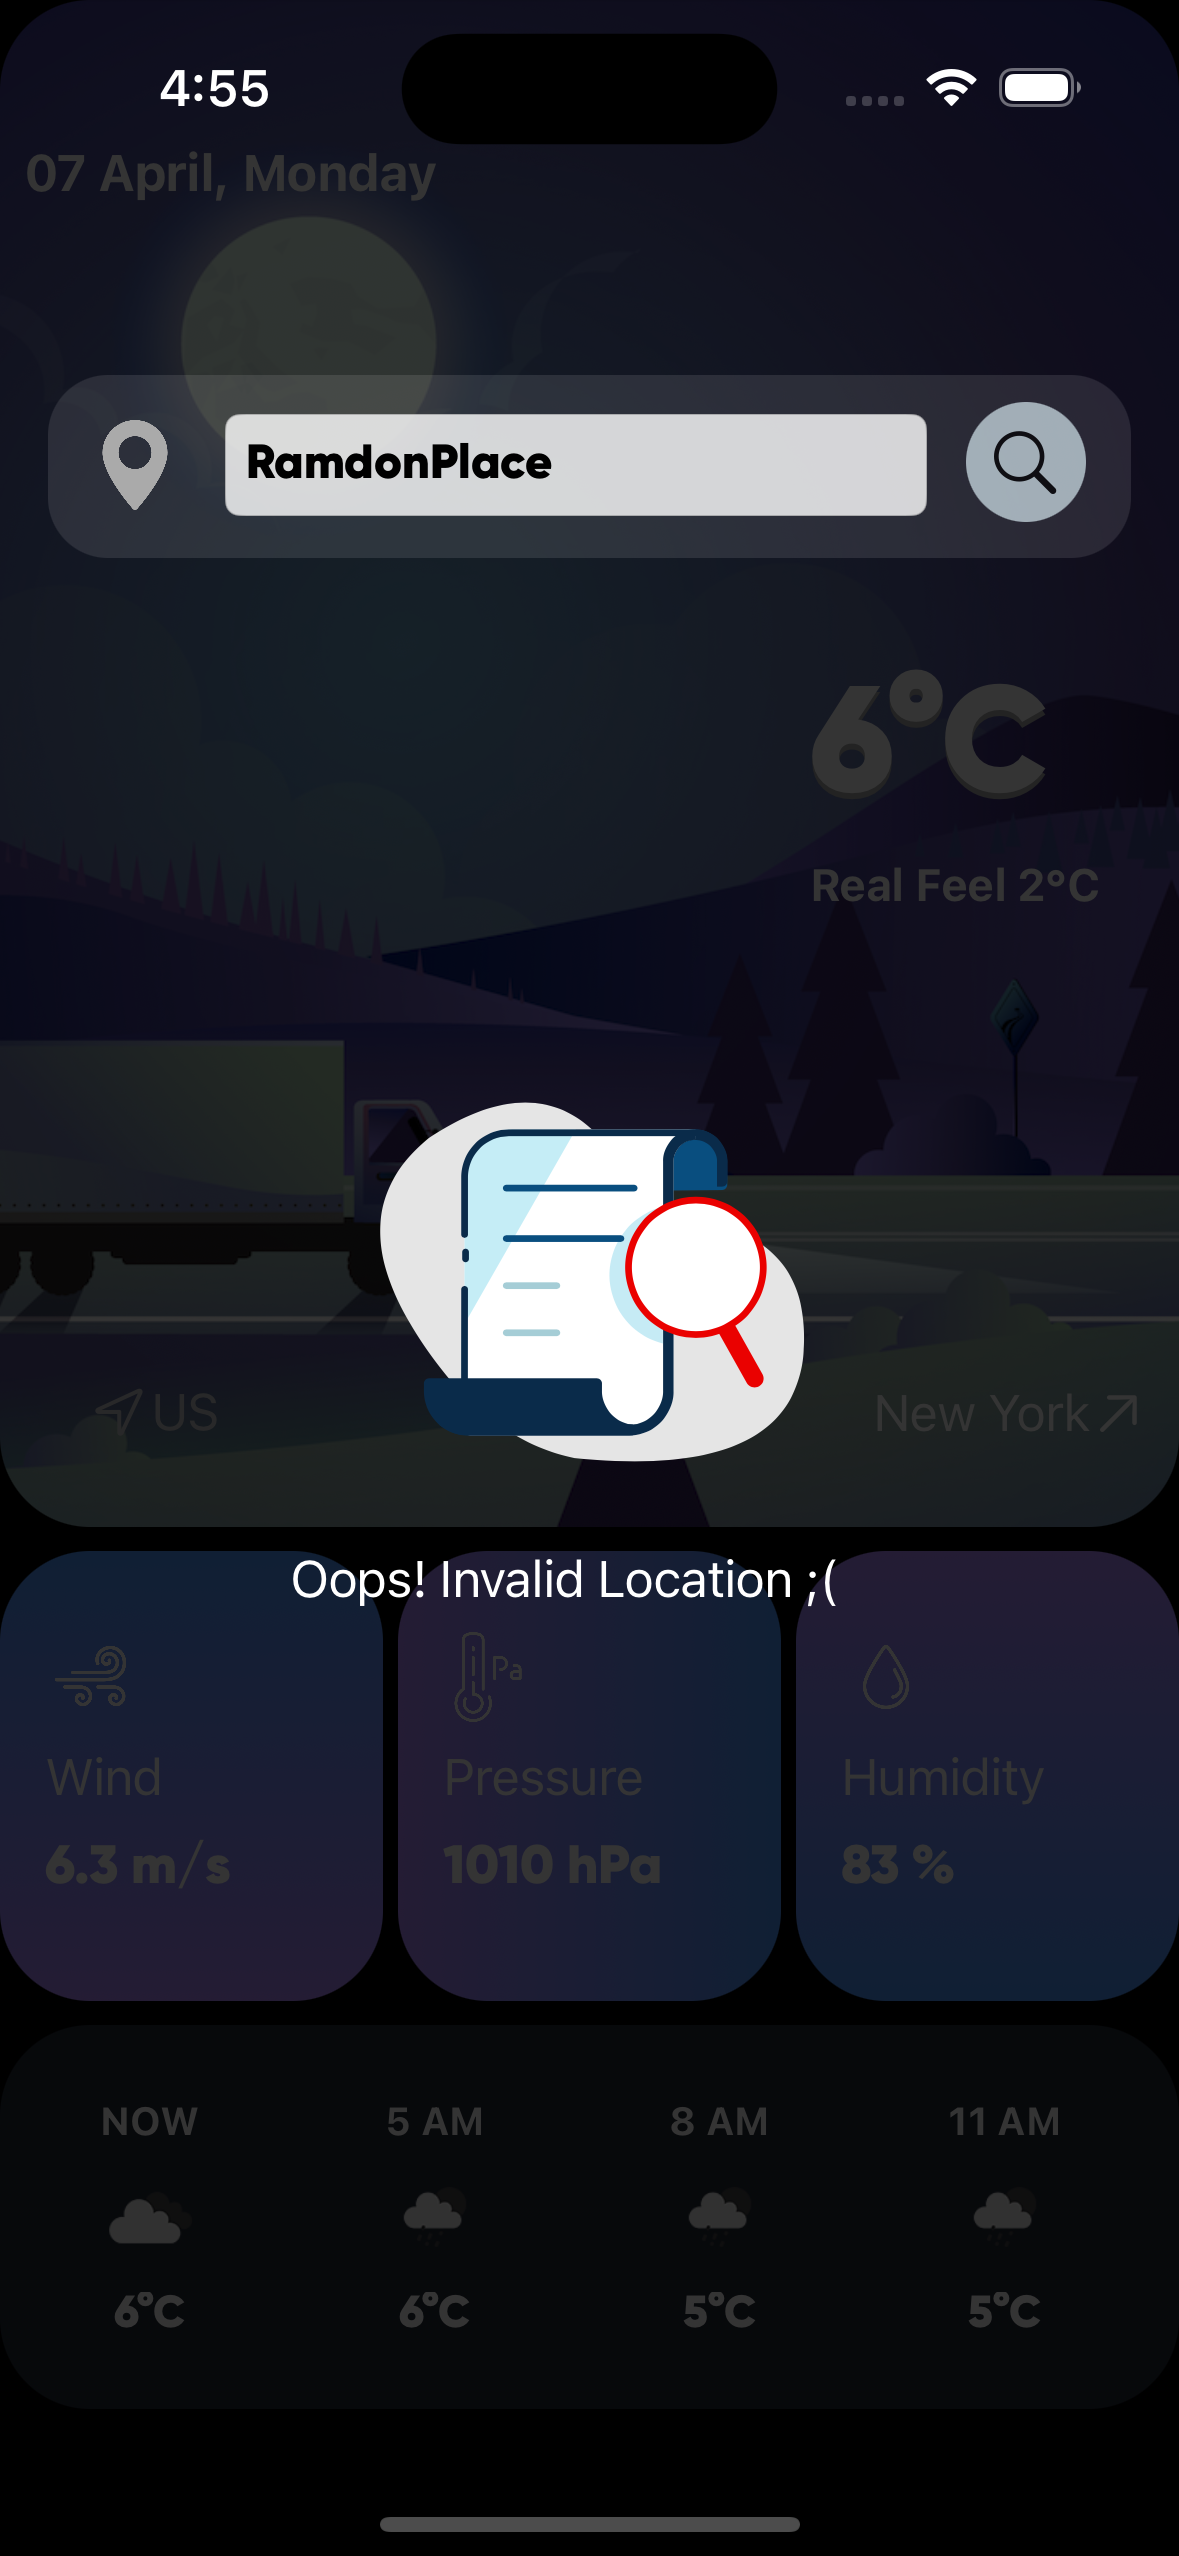 4:55
07 April, Monday
RamdonPlace
6°C
Real Feel 2°C
US
New York
Oops! Invalid Location ;(
Pa
Wind
Pressure
Humidity
6.3 m/s
1010 hPa
83 %
NOW
5 AM
8 AM
11 AM
6°C
6°C
5°C
5°C